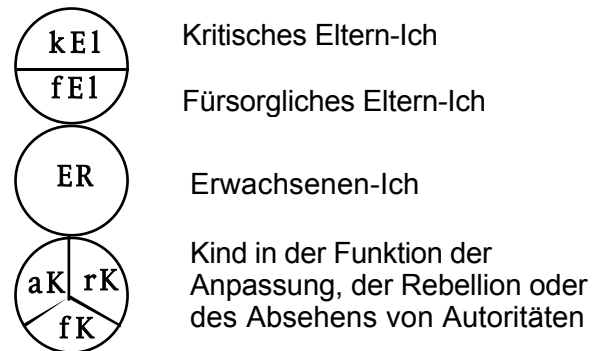 kEl Kritisches Eltern-Ich
fEl Fürsorgliches Eltern-Ich
ER Erwachsenen-Ich
Kind in der Funktion der
aK rK Anpassung, der Rebellion oder
fK des Absehens von Autoritäten